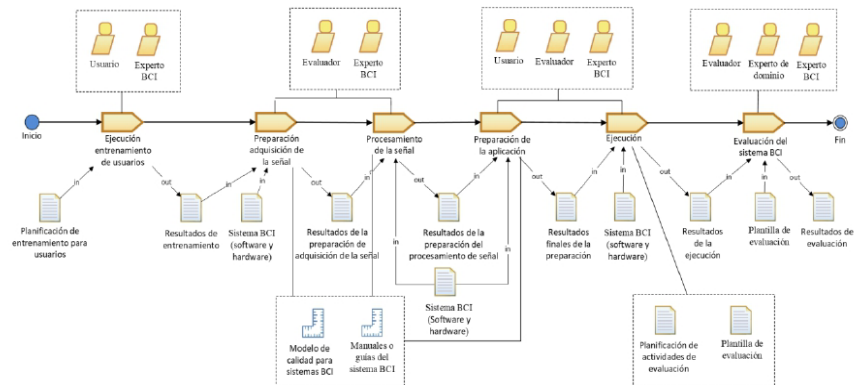 Usuario
Experto
BCI
Evaluador
Experto
BCI
Usuario
Evaluador
Experto
BCI
Evaluador
Experto de
dominio
Experto
BCI
Inicio
Ejecución
entrenamiento
de usuarios
Preparación
adquisición de
la señal
Procesamiento
de la señal
Preparación
de la aplicación
Ejecución
Evaluación del
sistema BCI
Fin
in
out
in
in
out
in
in
out
in
in
out
in
in
out
in
in
out
Planificación de
entrenamiento para
usuarios
Resultados de
entrenamiento
Sistema BCI
(software y
hardware)
Resultados de la
preparación de
adquisición de la señal
Resultados de la
preparación del
procesamiento de señal
Resultados
finales de la
preparación
Sistema BCI
(software y
hardware)
Resultados
de la
ejecución
Plantilla de
evaluación
Resultados de
evaluación
Sistema BCI
(Software y
hardware)
Modelo de
calidad para
sistemas BCI
Manuales o
guías del
sistema BCI
Planificación de
actividades de
evaluación
Plantilla de
evaluación